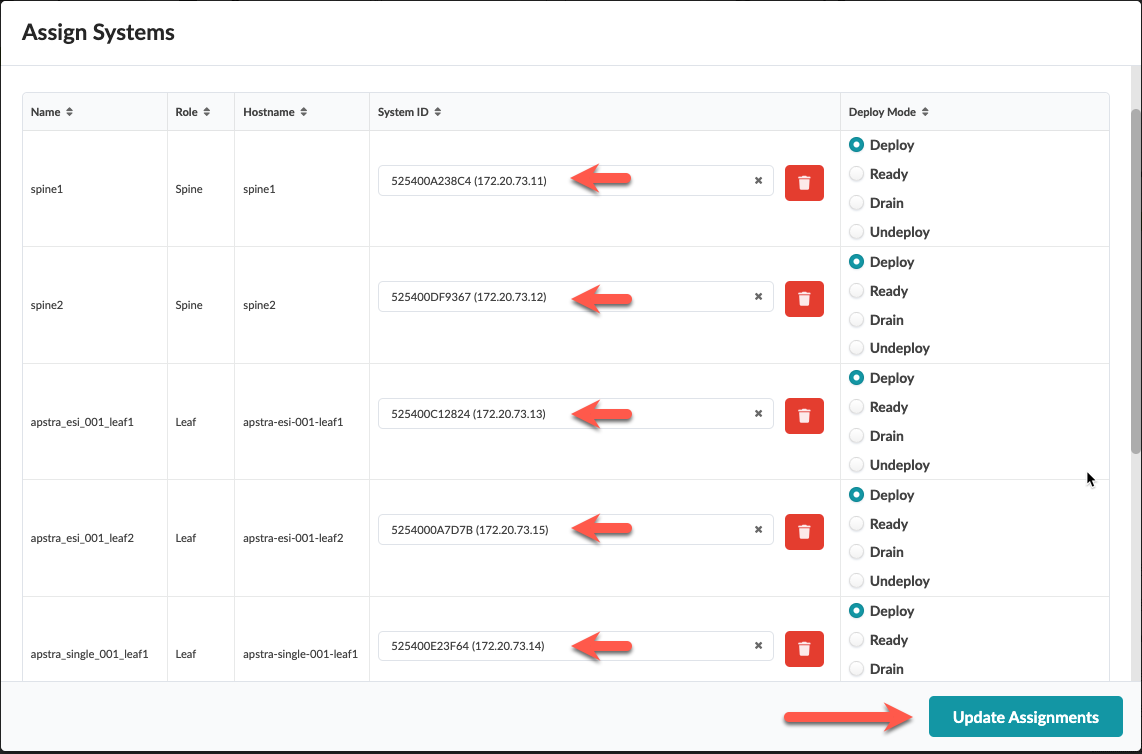 Assign Systems
Name Role Hostname System ID Deploy Mode
Deploy
Ready
spine1 Spine spine1 525400A238C4 (172.20.73.11)
Drain
Undeploy
Deploy
Ready
spine2 Spine spine2 525400DF9367 (172.20.73.12)
Drain
Undeploy
Deploy
Ready
apstra_esi_001_leaf1 Leaf apstra-esi-001-leaf1 525400C12824 (172.20.73.13)
Drain
Undeploy
Deploy
Ready
apstra_esi_001_leaf2 Leaf apstra-esi-001-leaf2 5254000A7D7B (172.20.73.15)
Drain
Undeploy
Deploy
Ready
apstra_single_001_leaf1 Leaf apstra-single-001-leaf1 525400E23F64 (172.20.73.14)
Drain
Update Assignments